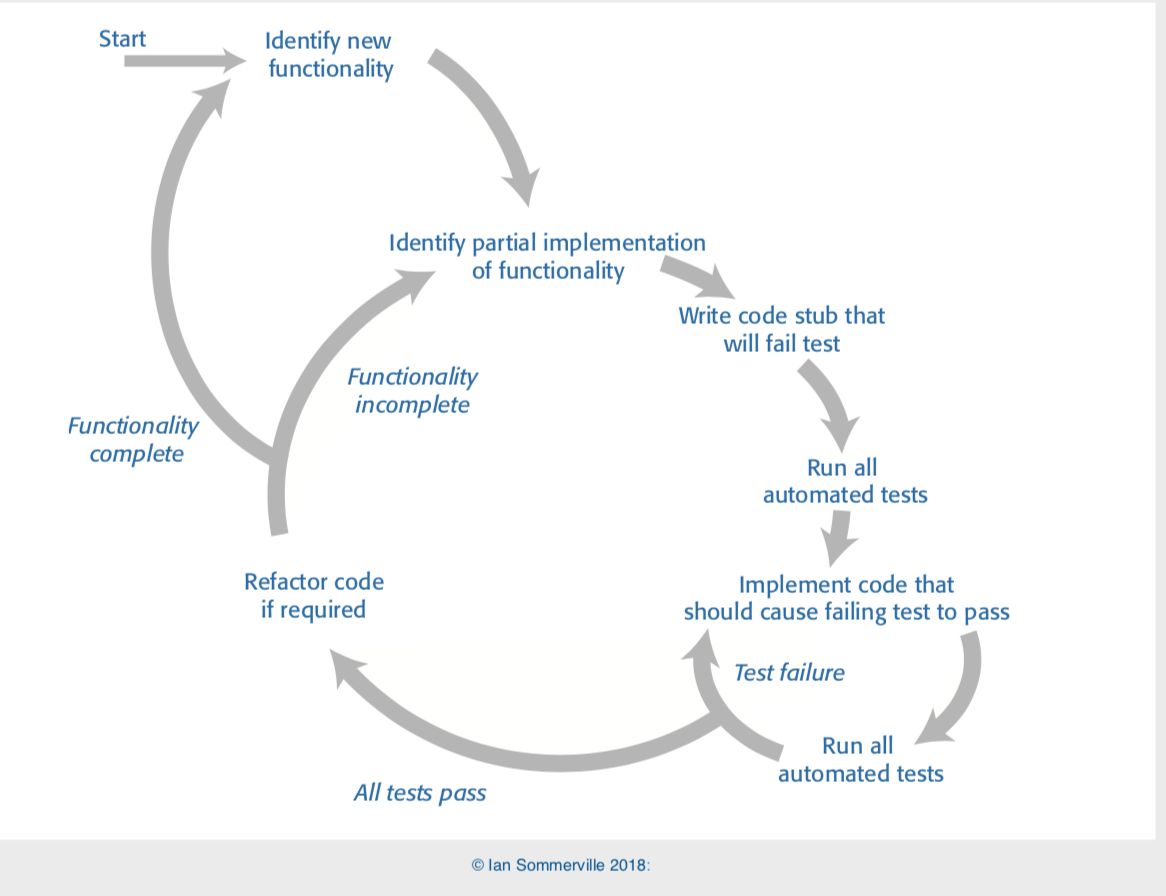 Start
Identify new
functionality
Identify partial implementation
of functionality
Write code stub that
will fail test
Functionality
incomplete
Functionality
complete
Run all
automated tests
Refactor code
if required
Implement code that
should cause failing test to pass
Test failure
Run all
automated tests
All tests pass
© Ian Sommerville 2018: